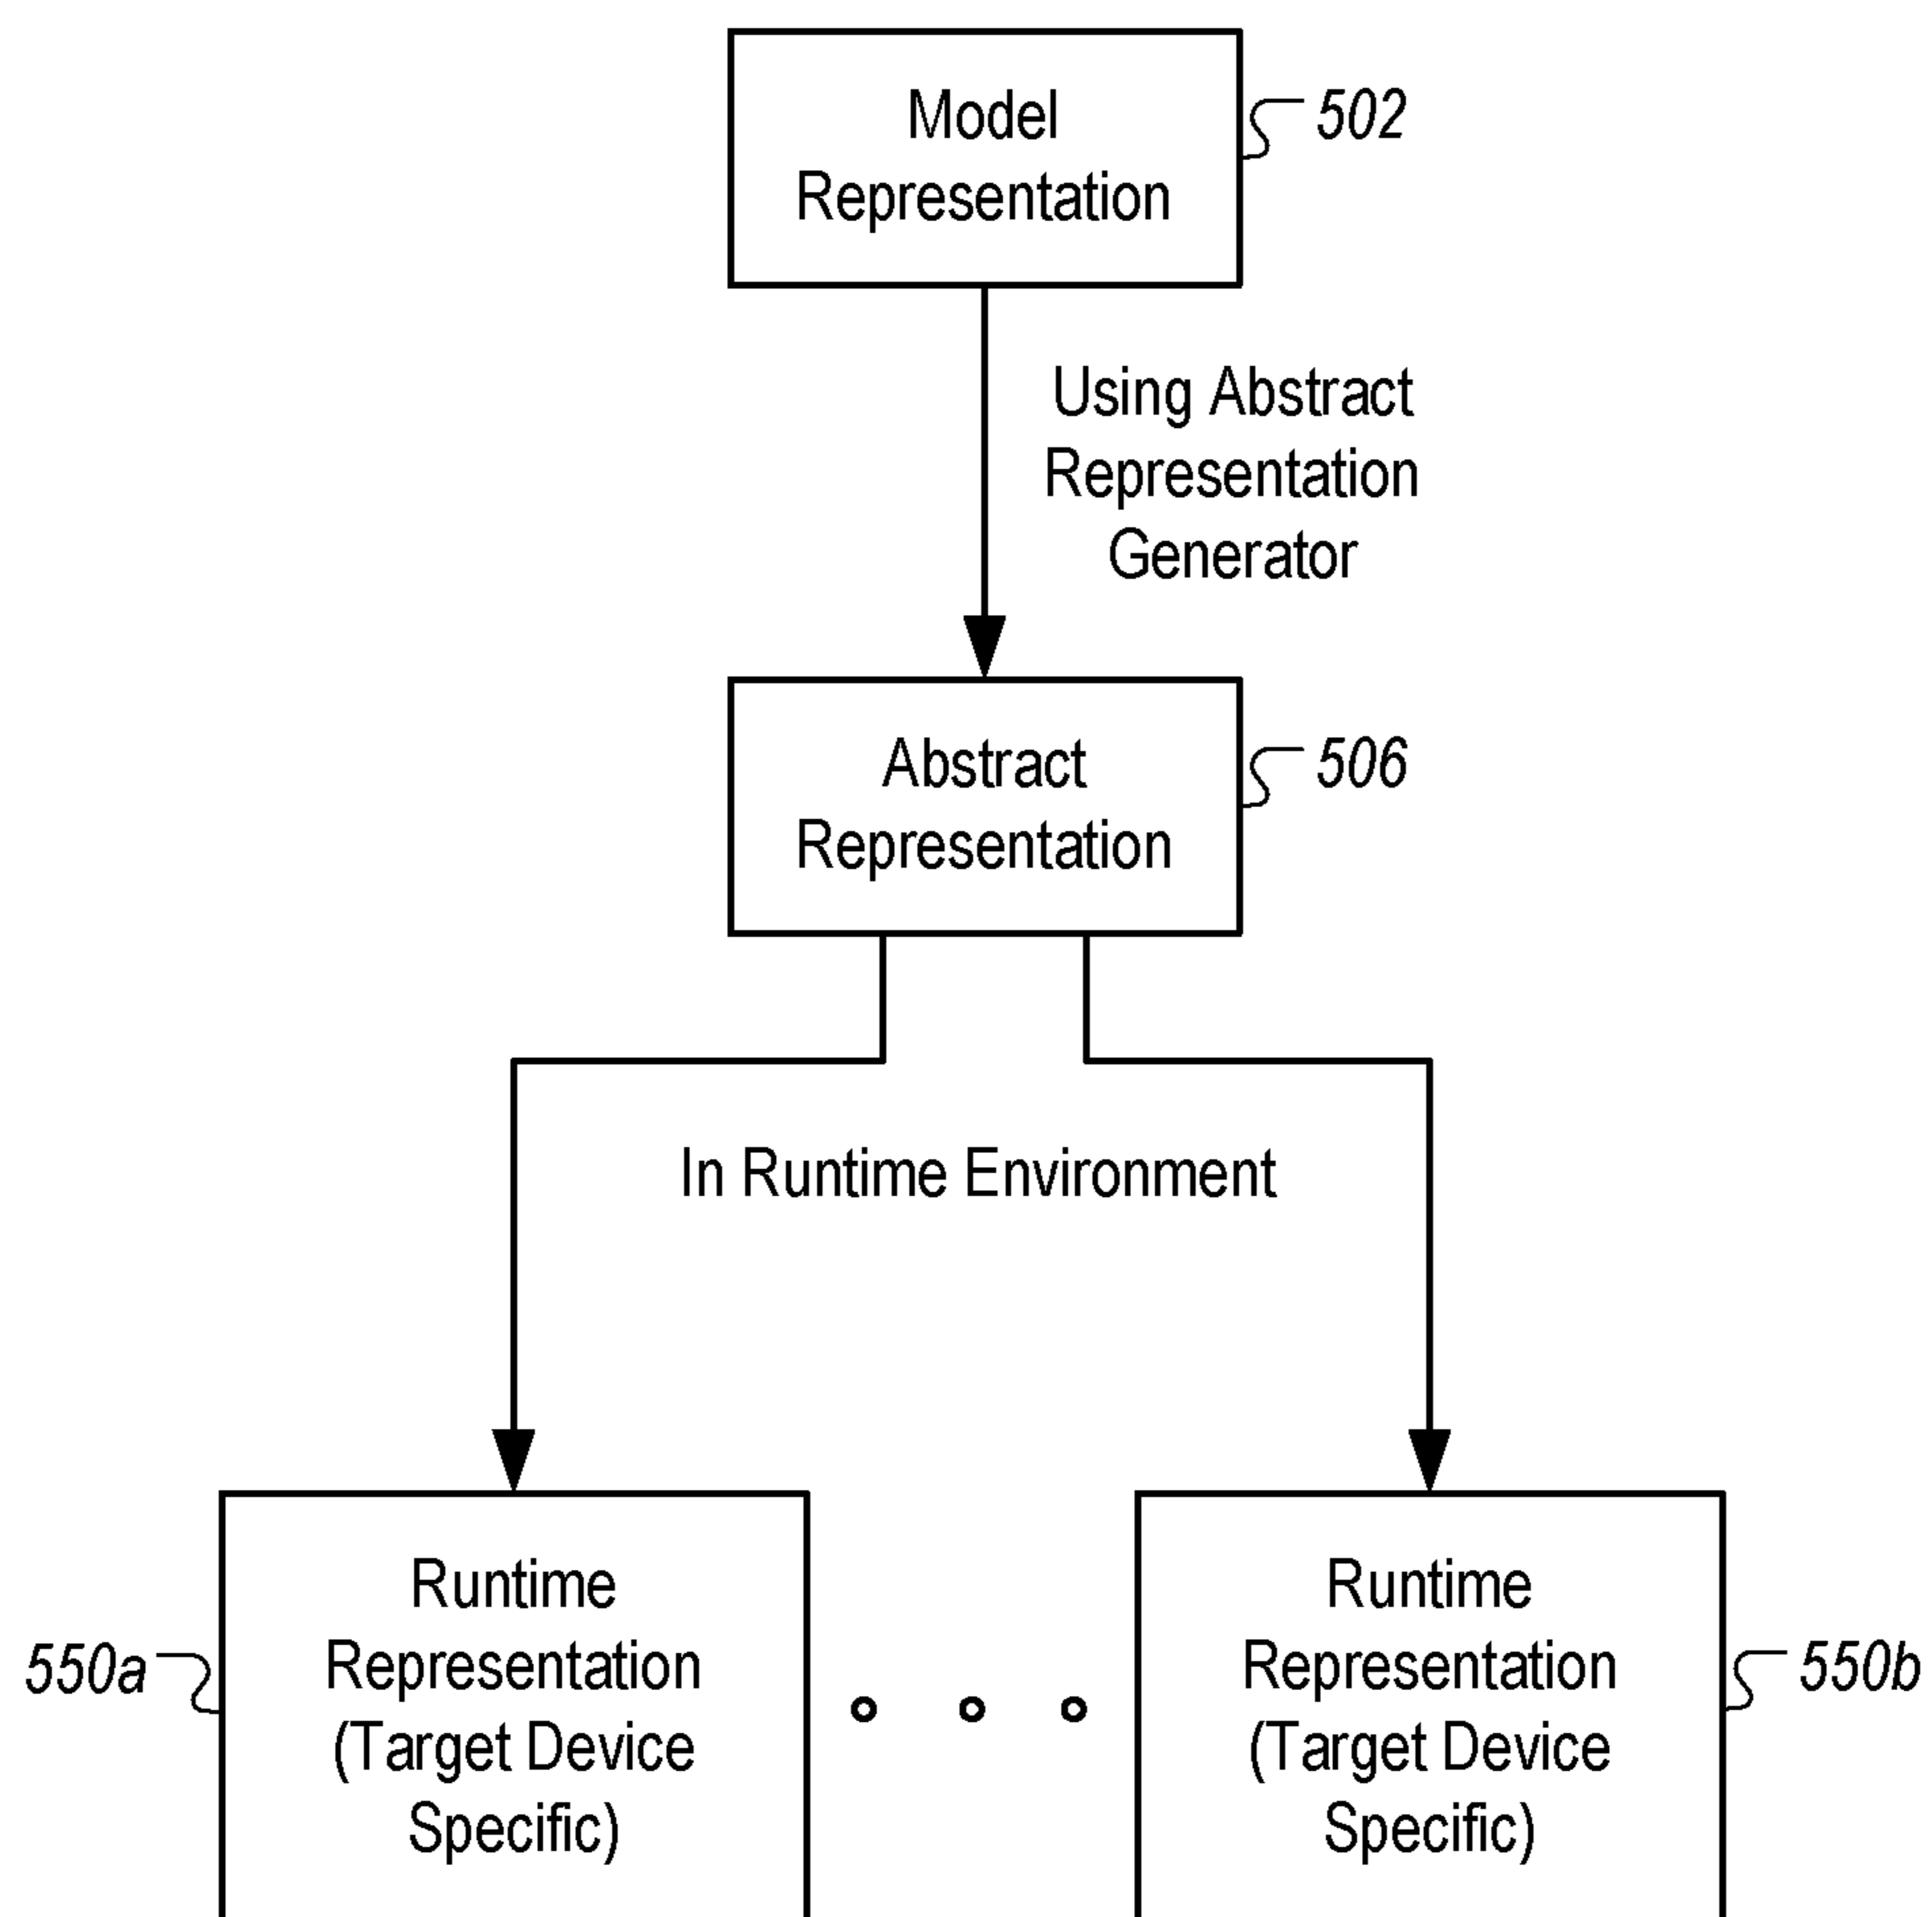 Model
Representation
502
Using Abstract
Representation
Generator
Abstract
Representation
506
In Runtime Environment
550a
Runtime
Representation
(Target Device
Specific)
Runtime
Representation
(Target Device
Specific)
550b